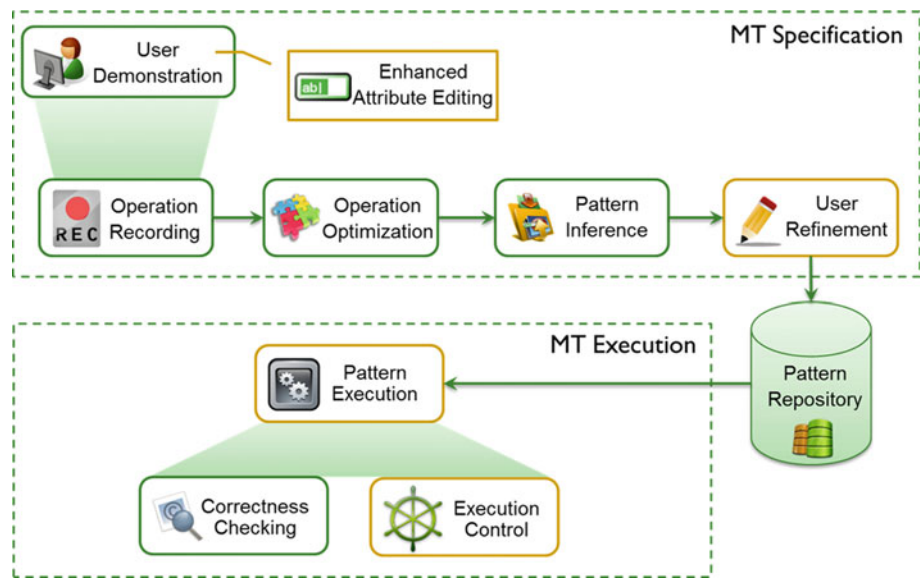 MT Specification
User
Demonstration
ab|
Enhanced
Attribute Editing
REC
Operation
Recording
Operation
Optimization
Pattern
Inference
User
Refinement
MT Execution
Pattern
Execution
Pattern
Repository
C
Correctness
Checking
Execution
Control